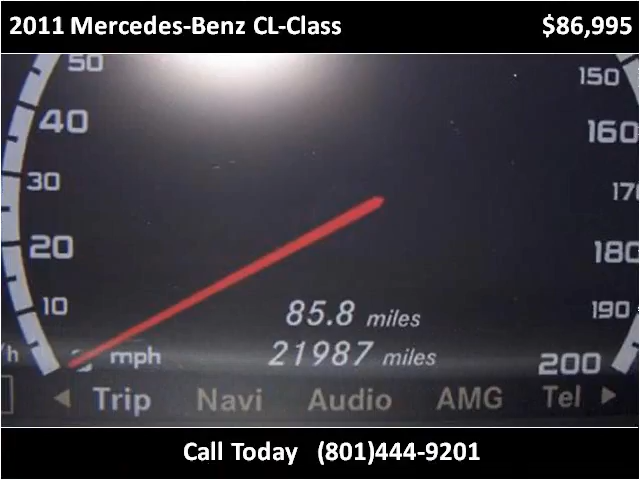 2011 Mercedes-Benz CL-Class $86,995
50 150
40 160
30 17
20 180
10 190
85.8 miles
/h mph 21987 miles 200
Trip Navi Audio AMG Tel
Call Today (801)444-9201